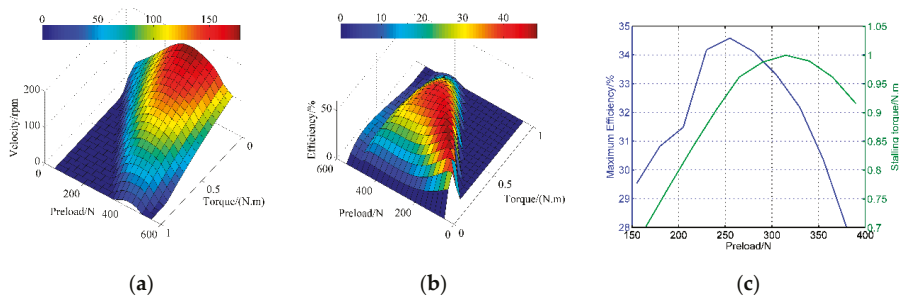 0 50 100 150
200
100
0
Velocity/rpm
0
200
400
600
Preload/N
0
0.5
1
Torque/(N.m)
(a)
0 20 40
50
0
Efficiency/%
600
400
200
0
Preload/N
1
0.5
0
Torque/(N.m)
(b)
35
34
33
32
31
30
29
28
Maximum Efficiency/%
1.05
1
0.95
0.9
0.85
0.8
0.75
0.7
Stalling torque/N.m
150 200 250 300 350 400
Preload/N
(c)